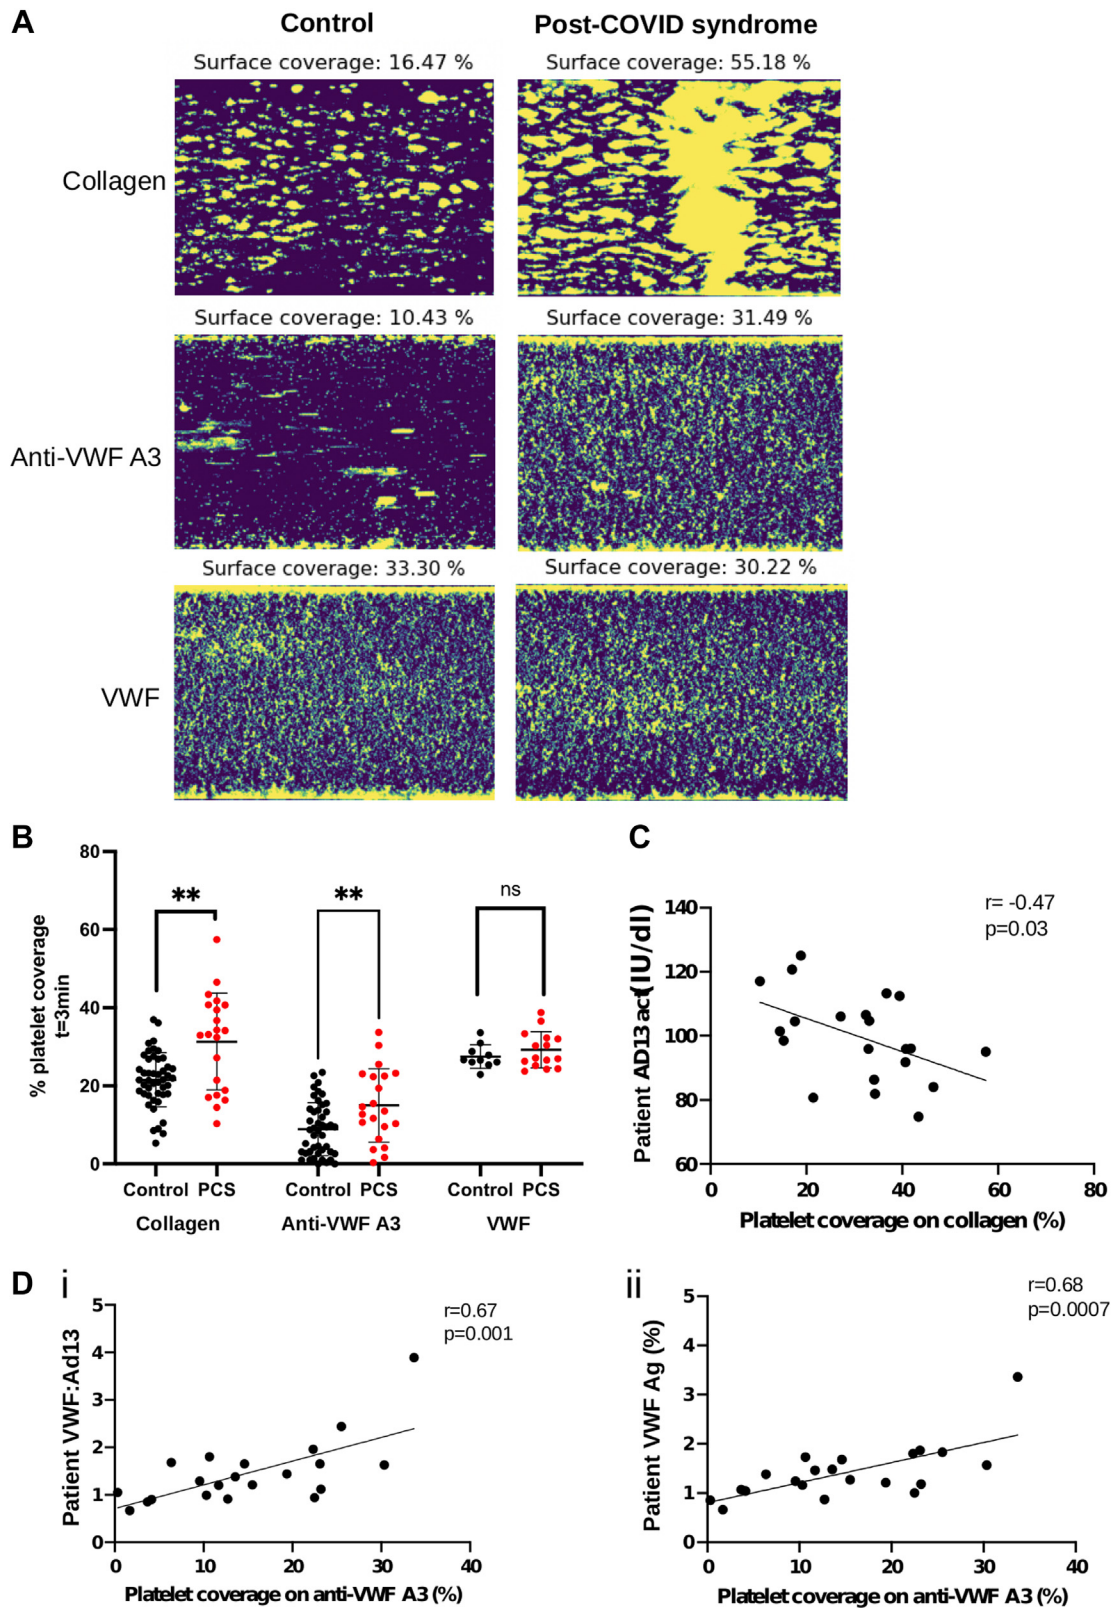 A
Control
Post-COVID syndrome
Surface coverage: 16.47 %
Surface coverage: 55.18 %
Collagen
Surface coverage: 10.43 %
Surface coverage: 31.49 %
Anti-VWF A3
Surface coverage: 33.30 %
Surface coverage: 30.22 %
VWF
B
% platelet coverage
t=3min
80
60
40
20
0
**
**
ns
Control PCS
Control PCS
Control PCS
Collagen
Anti-VWF A3
VWF
C
Patient AD13 act(IU/dl)
140
120
100
80
60
r= -0.47
p=0.03
0
20
40
60
80
Platelet coverage on collagen (%)
D
i
Patient VWF:Ad13
5
4
3
2
1
0
r=0.67
p=0.001
0
10
20
30
40
Platelet coverage on anti-VWF A3 (%)
ii
Patient VWF Ag (%)
5
4
3
2
1
0
r=0.68
p=0.0007
0
10
20
30
40
Platelet coverage on anti-VWF A3 (%)